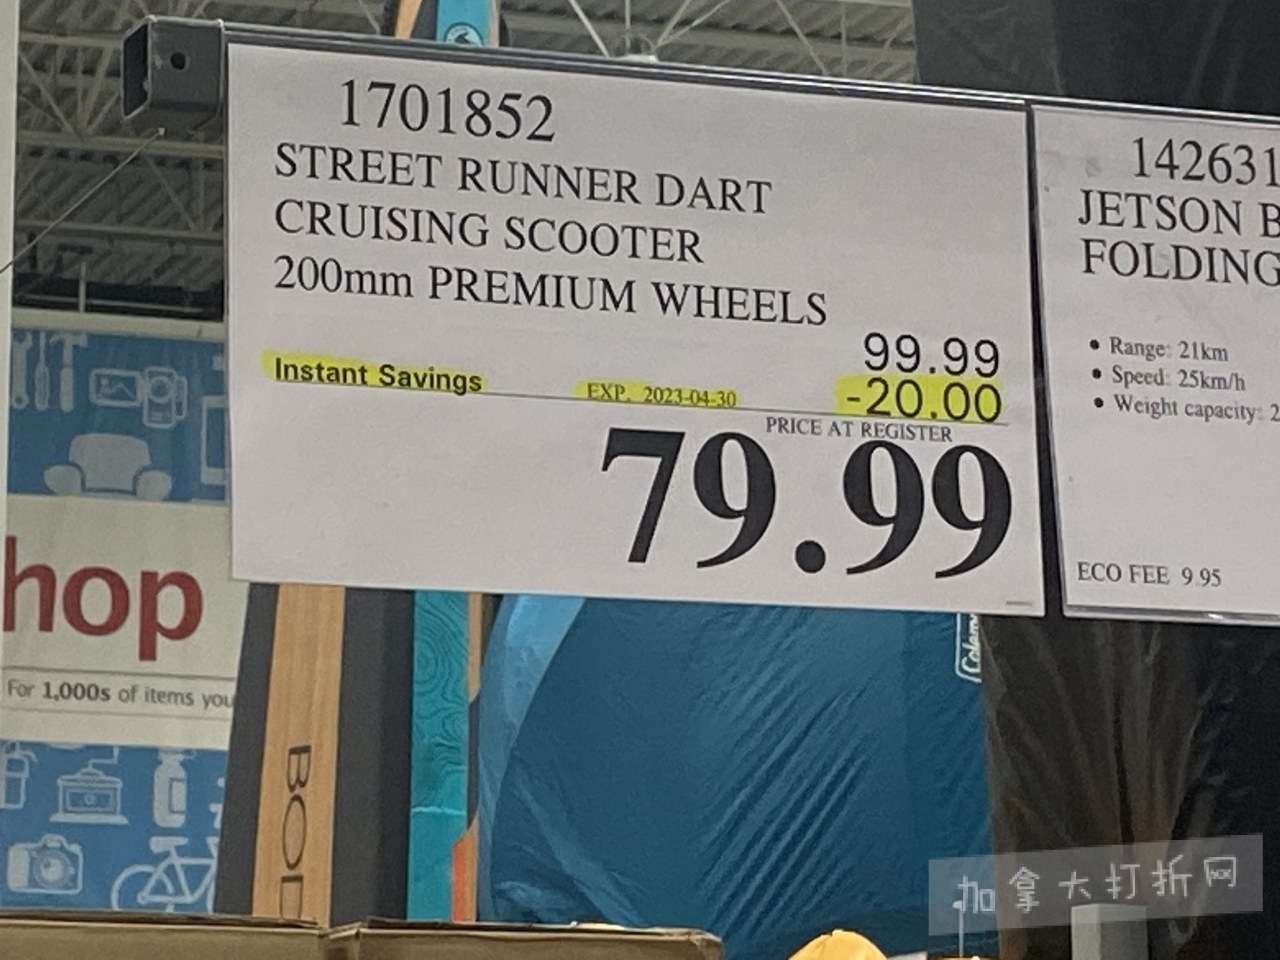 1701852
STREET RUNNER DART
CRUISING SCOOTER
200mm PREMIUM WHEELS
99.99
Instant Savings EXP. 2023-04-30 -20.00
PRICE AT REGISTER
79.99
142631
JETSON B
FOLDING
• Range: 21km
• Speed: 25km/h
• Weight capacity: 2
ECO FEE 9.95
hop
For 1,000s of items you
BOL
Colem
加拿大打折网